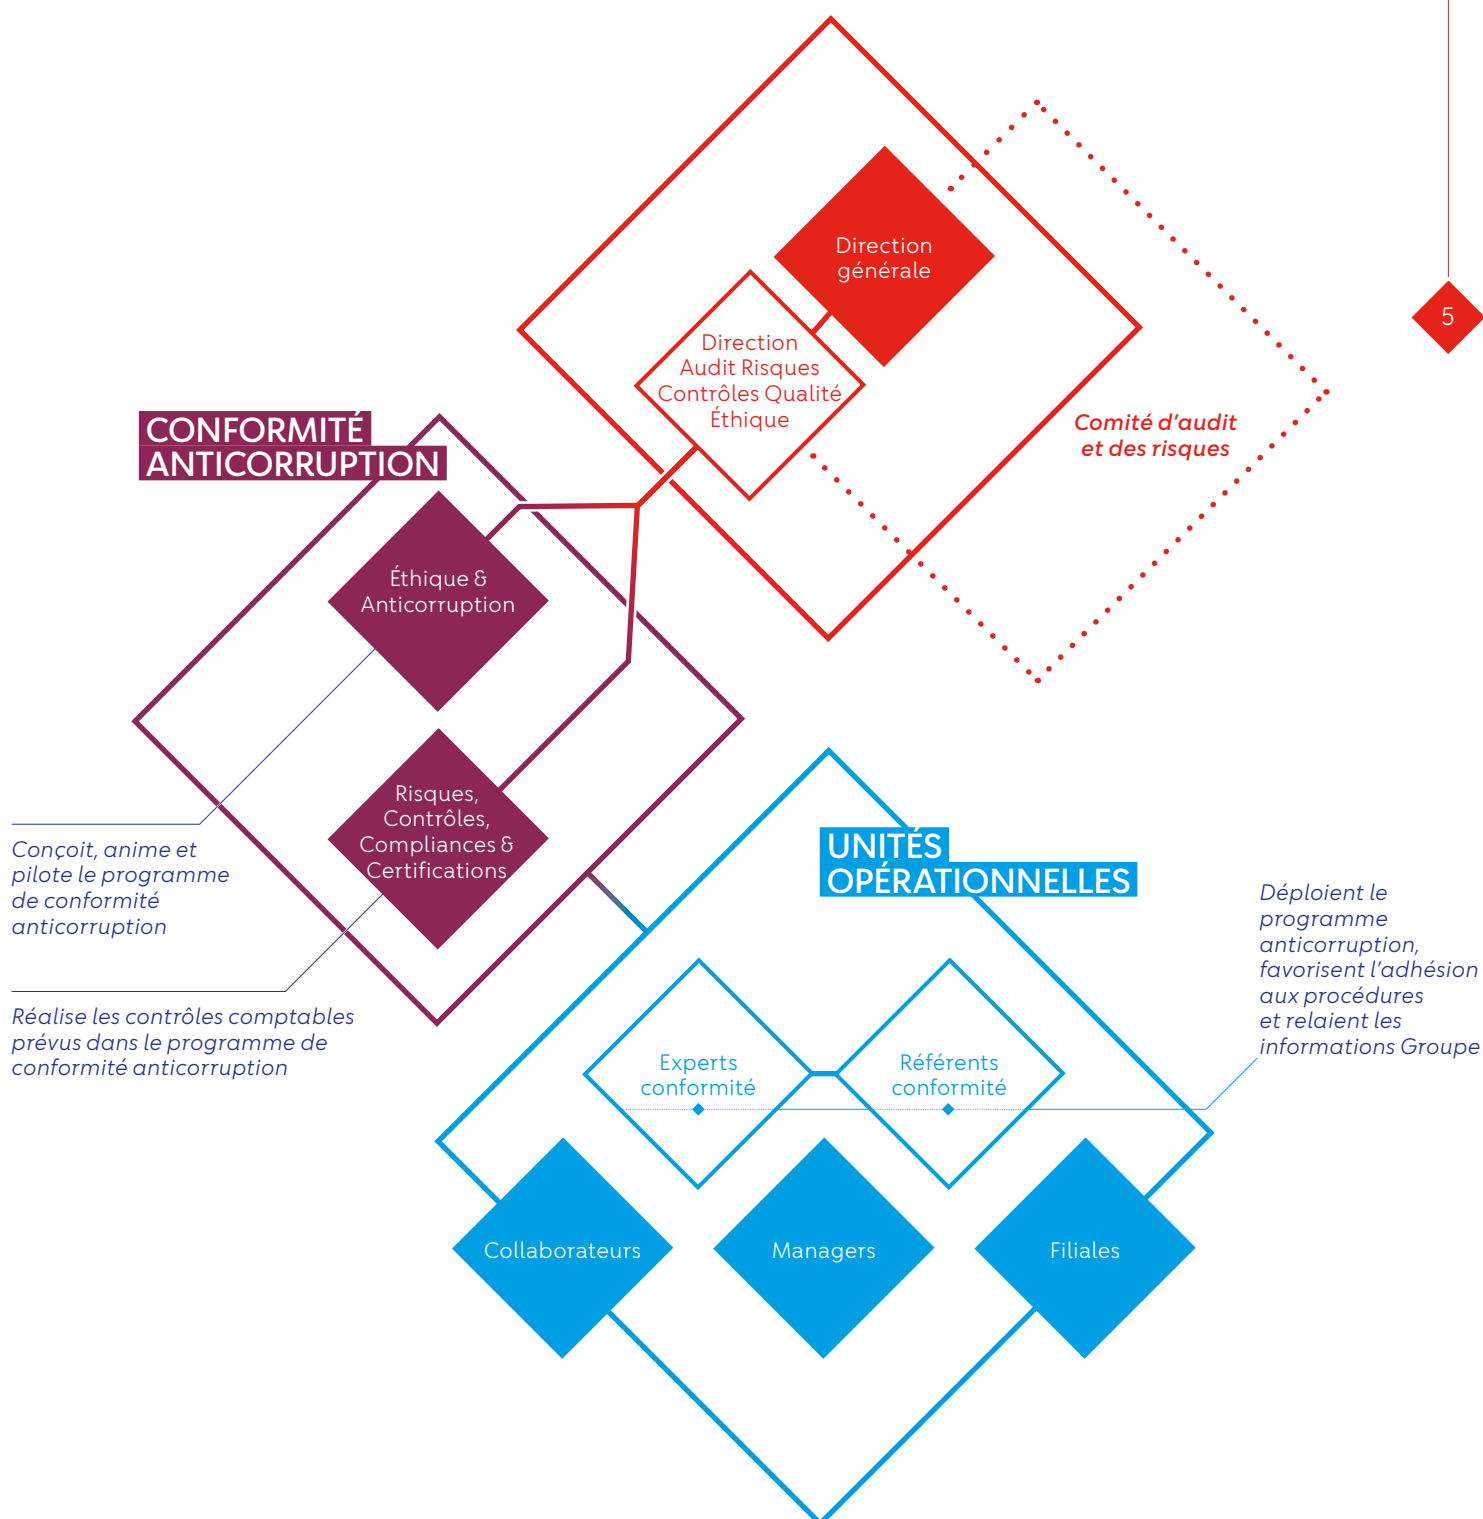 Direction
générale
5
Direction
Audit Risques
Contrôles Qualité
Éthique
Comité d'audit
et des risques
CONFORMITÉ
ANTICORRUPTION
Éthique &
Anticorruption
Risques,
Contrôles,
Compliances &
Certifications
Conçoit, anime et
pilote le programme
de conformité
anticorruption
Réalise les contrôles comptables
prévus dans le programme de
conformité anticorruption
UNITÉS
OPÉRATIONNELLES
Déploient le
programme
anticorruption,
favorisent l'adhésion
aux procédures
et relaient les
informations Groupe
Experts
conformité
Référents
conformité
Collaborateurs
Managers
Filiales